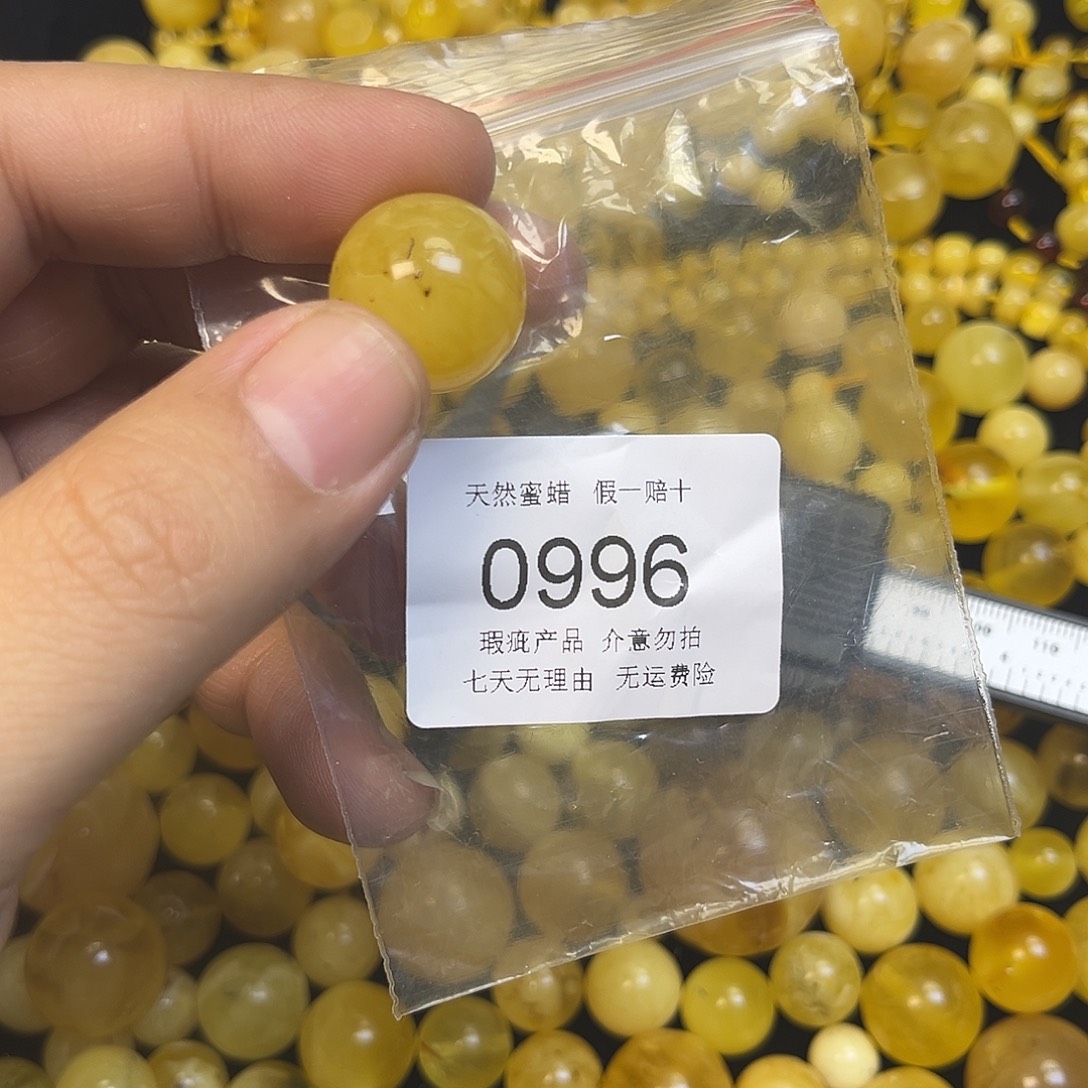 天然蜜蜡 假一赔十
0996
瑕疵产品 介意勿拍
七天无理由 无运费险
110